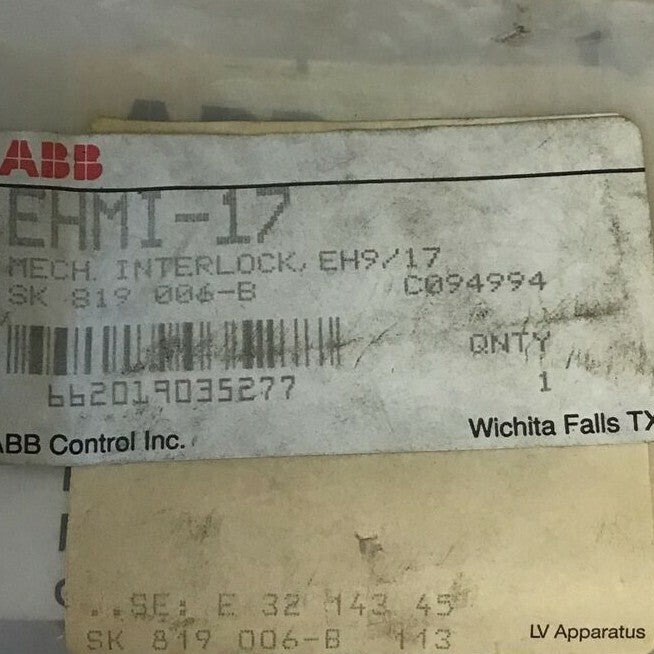 ABB
EHMI-17
MECH. INTERLOCK, EH9/17
SK 819 006-B C094994
QNTY
662019035277 1
ABB Control Inc. Wichita Falls TX
..SE: E 32 143 45
SK 819 006-B 113
LV Apparatus